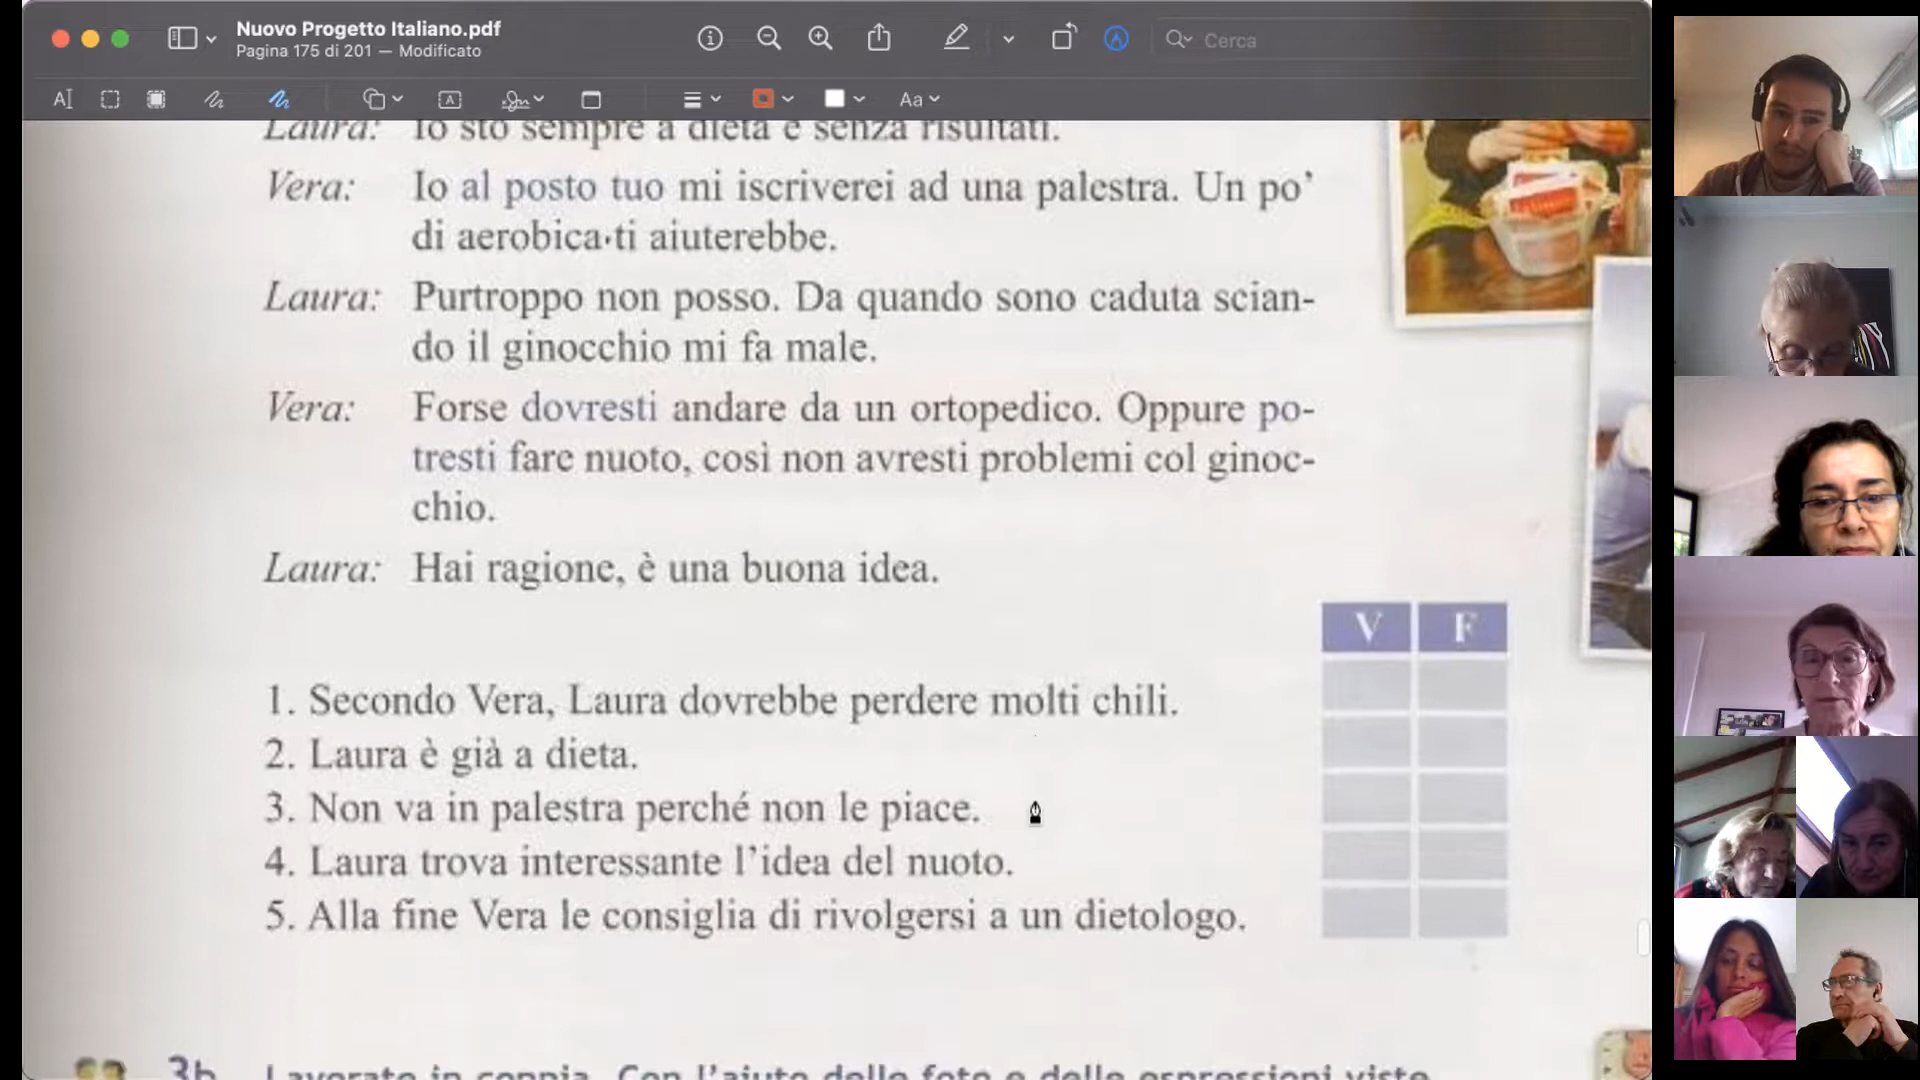 Nuovo Progetto Italiano.pdf
Pagina 175 di 201 — Modificato
Cerca
Aa
Laura: Io sto sempre a dieta e senza risultati.
Vera: Io al posto tuo mi iscriverei ad una palestra. Un po’
di aerobica ti aiuterebbe.
Laura: Purtroppo non posso. Da quando sono caduta scian-
do il ginocchio mi fa male.
Vera: Forse dovresti andare da un ortopedico. Oppure po-
tresti fare nuoto, così non avresti problemi col ginoc-
chio.
Laura: Hai ragione, è una buona idea.
V F
1. Secondo Vera, Laura dovrebbe perdere molti chili.
2. Laura è già a dieta.
3. Non va in palestra perché non le piace.
4. Laura trova interessante l’idea del nuoto.
5. Alla fine Vera le consiglia di rivolgersi a un dietologo.
3b Lavorate in coppia. Con l’aiuto delle foto e delle espressioni viste